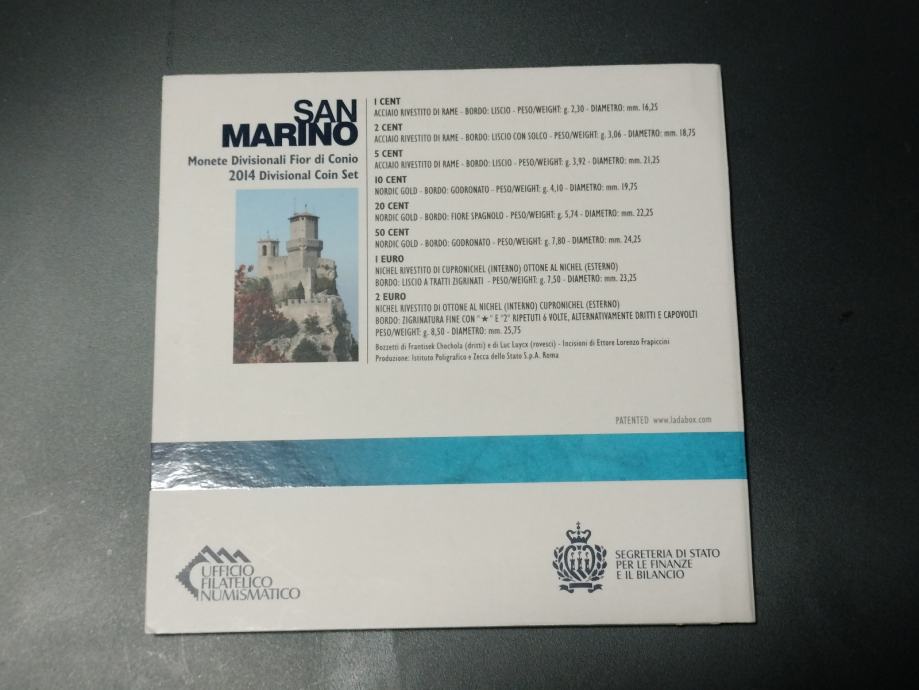 SAN
MARINO
Monete Divisionali Fior di Conio
2014 Divisional Coin Set
1 CENT
ACCIAIO RIVESTITO DI RAME - BORDO: LISCIO - PESO/WEIGHT: g. 2,30 - DIAMETRO: mm. 16,25
2 CENT
ACCIAIO RIVESTITO DI RAME - BORDO: LISCIO CON SOLCO - PESO/WEIGHT: g. 3,06 - DIAMETRO: mm. 18,75
5 CENT
ACCIAIO RIVESTITO DI RAME - BORDO: LISCIO - PESO/WEIGHT: g. 3,92 - DIAMETRO: mm. 21,25
10 CENT
NORDIC GOLD - BORDO: GODRONATO - PESO/WEIGHT: g. 4,10 - DIAMETRO: mm. 19,75
20 CENT
NORDIC GOLD - BORDO: FIORE SPAGNOLO - PESO/WEIGHT: g. 5,74 - DIAMETRO: mm. 22,25
50 CENT
NORDIC GOLD - BORDO: GODRONATO - PESO/WEIGHT: g. 7,80 - DIAMETRO: mm. 24,25
1 EURO
NICHEL RIVESTITO DI CUPRONICHEL (INTERNO) OTTONE AL NICHEL (ESTERNO)
BORDO: LISCIO A TRATTI ZIGRINATI - PESO/WEIGHT: g. 7,50 - DIAMETRO: mm. 23,25
2 EURO
NICHEL RIVESTITO DI OTTONE AL NICHEL (INTERNO) CUPRONICHEL (ESTERNO)
BORDO: ZIGRINATURA FINE CON "★" E "2" RIPETUTI 6 VOLTE, ALTERNATIVAMENTE DRITTI E CAPOVOLTI
PESO/WEIGHT: g. 8,50 - DIAMETRO: mm. 25,75
Bozzetti di Frantisek Chochola (dritti) e di Luc Luycx (rovesci) - Incisioni di Ettore Lorenzo Frapiccini
Produzione: Istituto Poligrafico e Zecca dello Stato S.p.A. Roma
PATENTED www.ladabox.com
UFFICIO
FILATELICO
NUMISMATICO
SEGRETERIA DI STATO
PER LE FINANZE
E IL BILANCIO